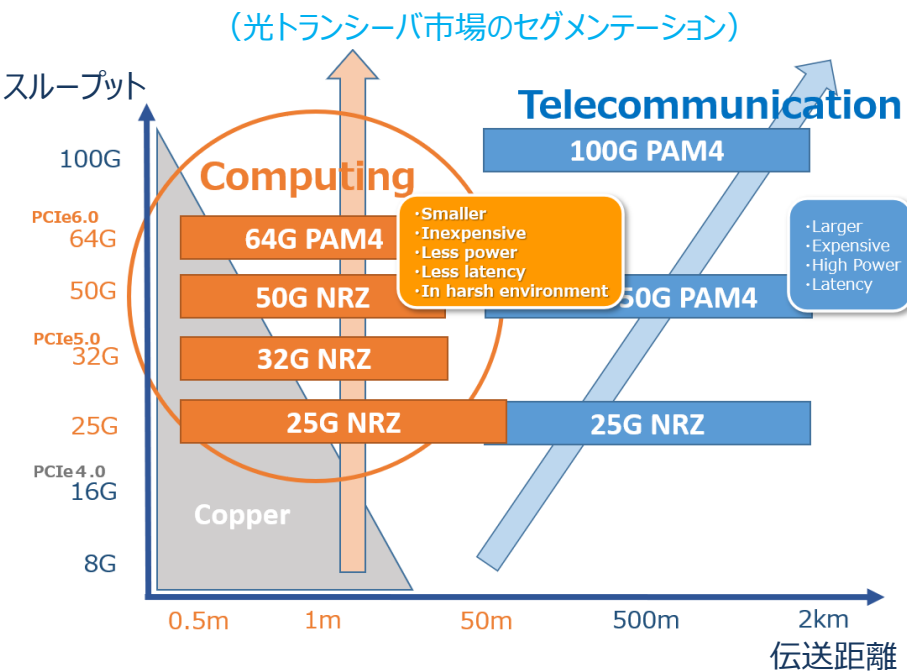 （光トランシーバ市場のセグメンテーション）
スループット
Telecommunication
100G
100G PAM4
Computing
PCIe6.0
64G
64G PAM4
・Smaller
・Inexpensive
・Less power
・Less latency
・In harsh environment
・Larger
・Expensive
・High Power
・Latency
50G
50G NRZ
50G PAM4
PCIe5.0
32G
32G NRZ
25G
25G NRZ
25G NRZ
PCIe４.０
16G
Copper
8G
0.5m
1m
50m
500m
2km
伝送距離